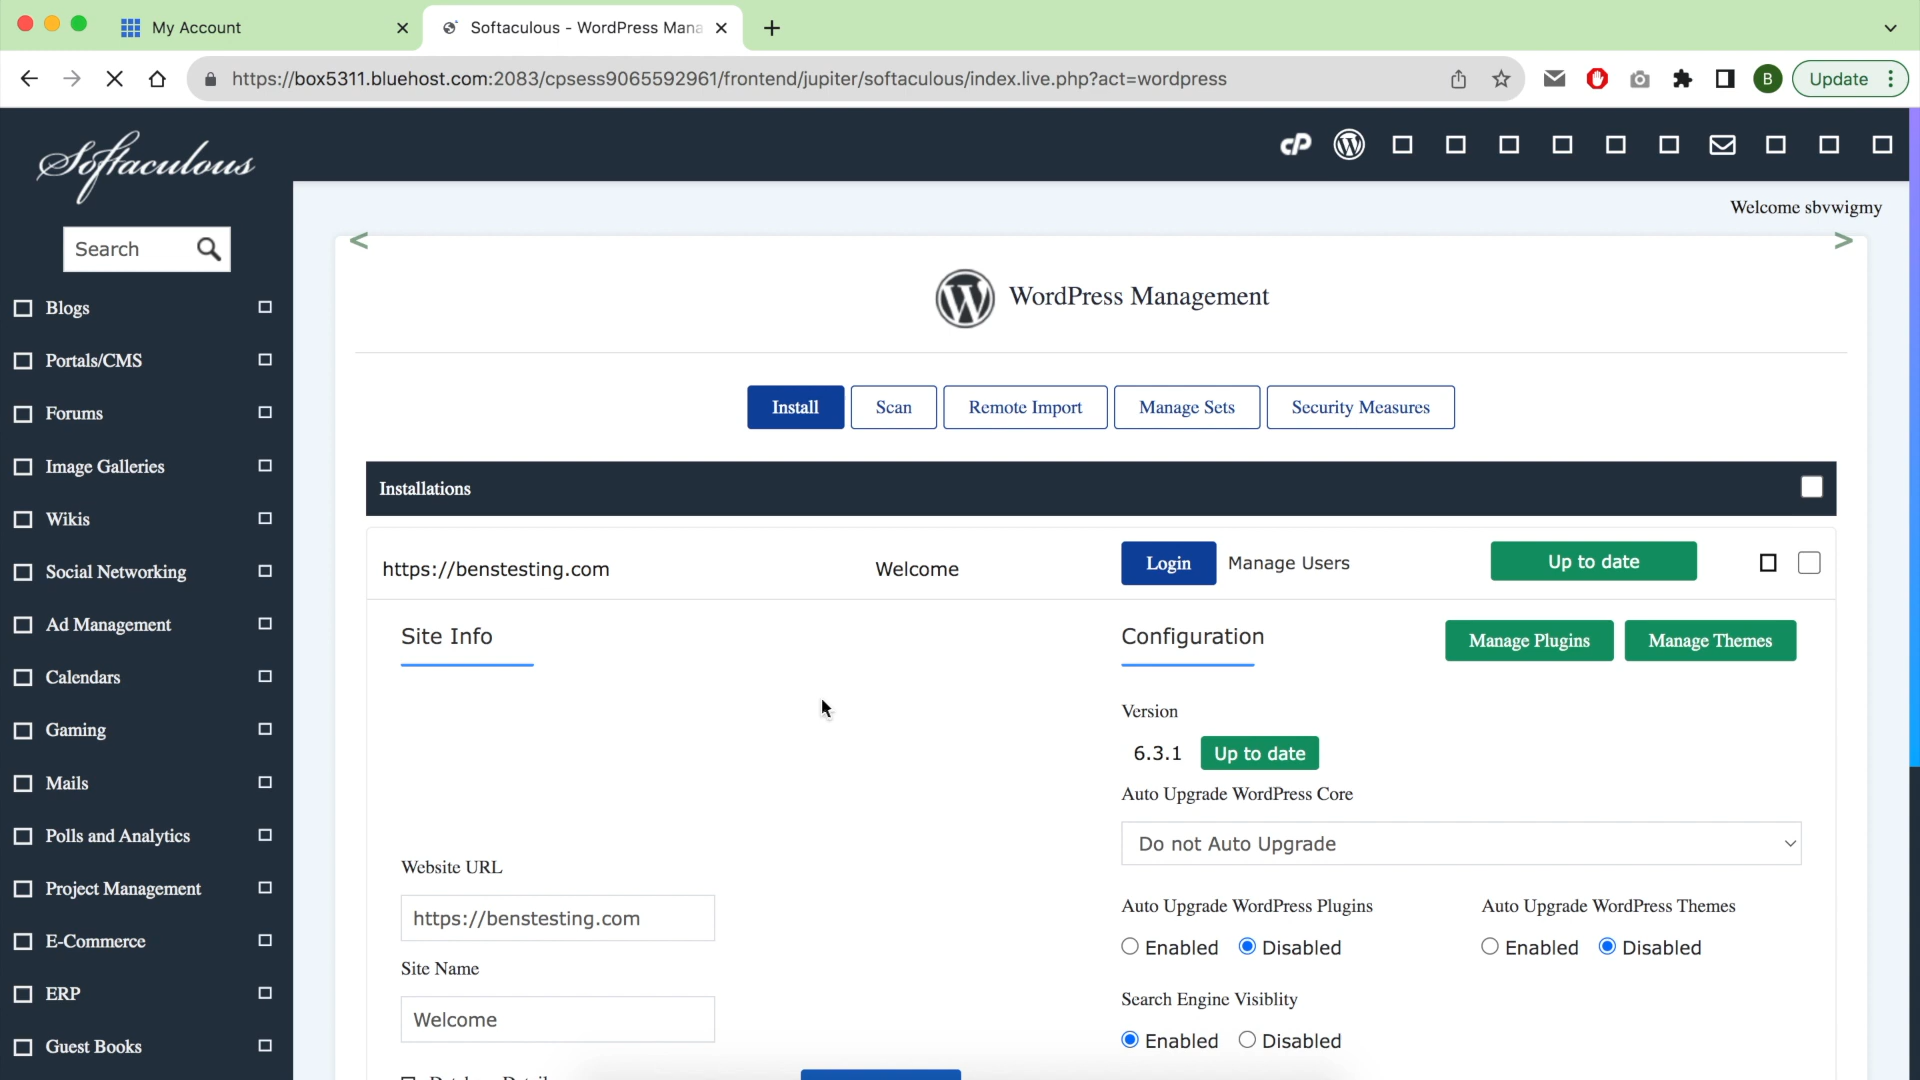 My Account
Softaculous - WordPress Mana
https://box5311.bluehost.com:2083/cpsess9065592961/frontend/jupiter/softaculous/index.live.php?act=wordpress
B
Update
Softaculous
cP
Welcome sbvwigmy
Search
< >
WordPress Management
Blogs
Portals/CMS
Forums
Image Galleries
Wikis
Social Networking
Ad Management
Calendars
Gaming
Mails
Polls and Analytics
Project Management
E-Commerce
ERP
Guest Books
Install Scan Remote Import Manage Sets Security Measures
Installations
https://benstesting.com Welcome Login Manage Users Up to date
Site Info
Website URL
https://benstesting.com
Site Name
Welcome
Configuration Manage Plugins Manage Themes
Version
6.3.1 Up to date
Auto Upgrade WordPress Core
Do not Auto Upgrade
Auto Upgrade WordPress Plugins Auto Upgrade WordPress Themes
Enabled Disabled Enabled Disabled
Search Engine Visiblity
Enabled Disabled